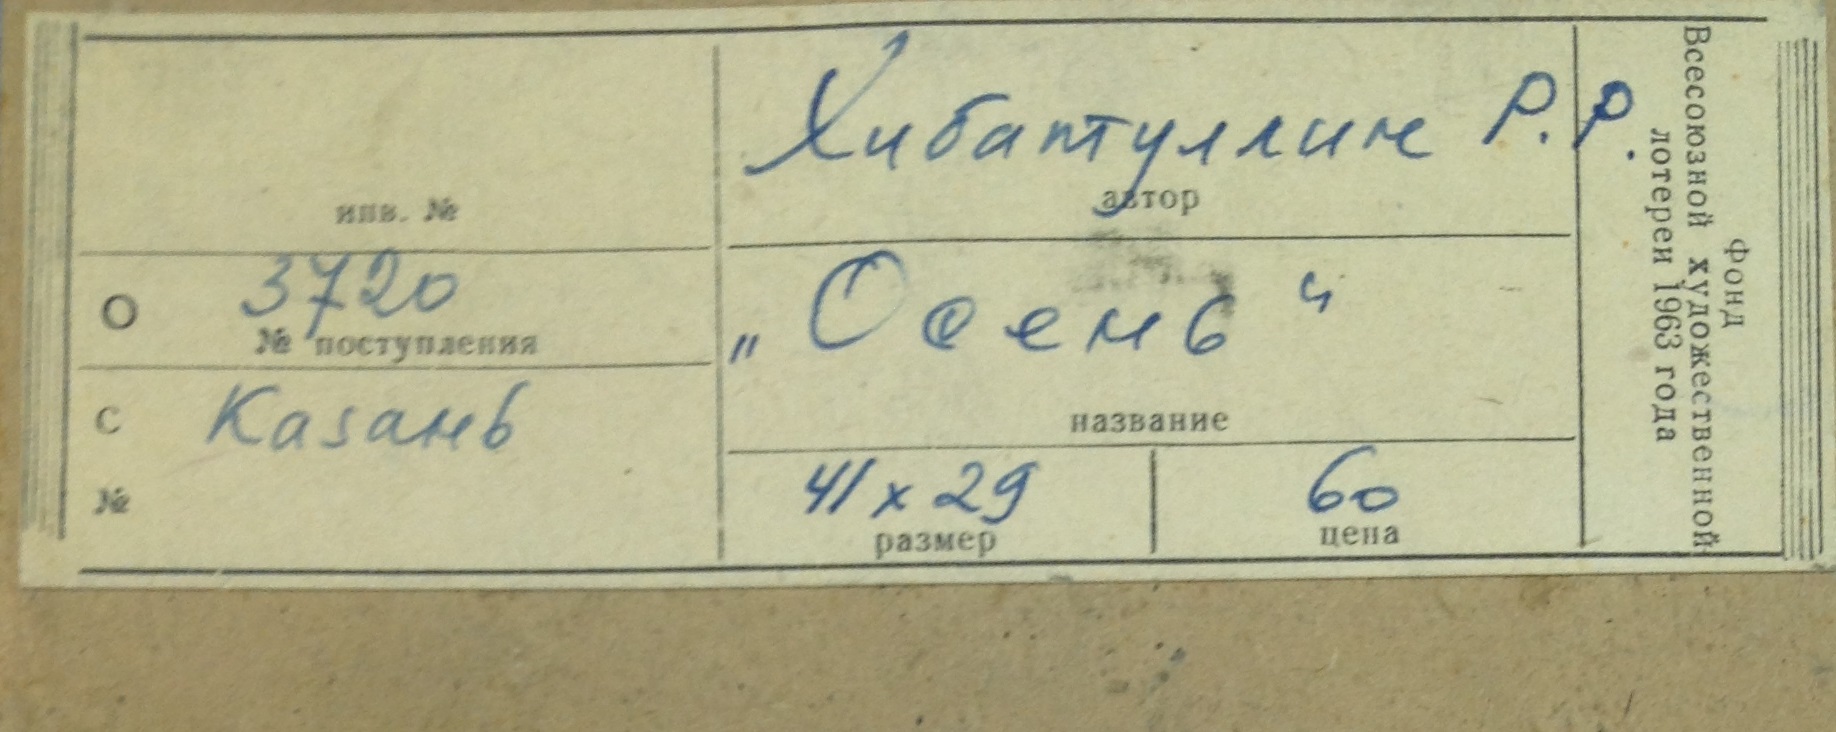 инв. №
О 3720
№ поступления
С Казань
№
Хибаттуллин Р. Р.
автор
„Осень“
название
41 х 29
размер
60
цена
Фонд
Всесоюзной художественной
лотереи 1963 года